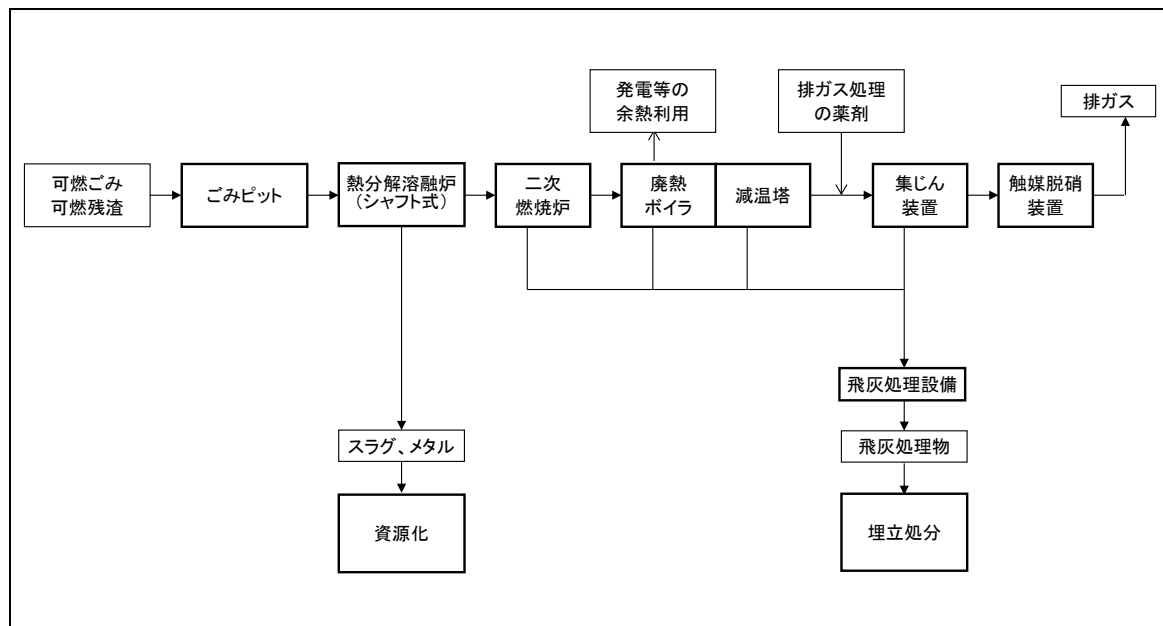 発電等の
余熱利用
排ガス処理
の薬剤
排ガス
可燃ごみ
可燃残渣
ごみピット
熱分解溶融炉
(シャフト式)
二次
燃焼炉
廃熱
ボイラ
減温塔
集じん
装置
触媒脱硝
装置
飛灰処理設備
スラグ、メタル
飛灰処理物
資源化
埋立処分